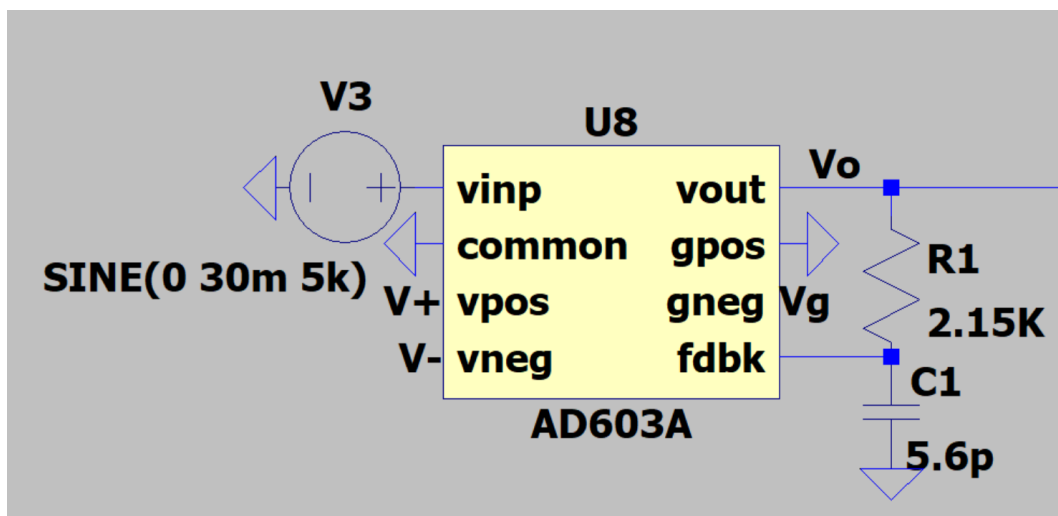 V3
U8
vinp
vout
Vo
common
gpos
SINE(0 30m 5k)
R1
V+
vpos
gneg
Vg
2.15K
V-
vneg
fdbk
C1
AD603A
5.6p